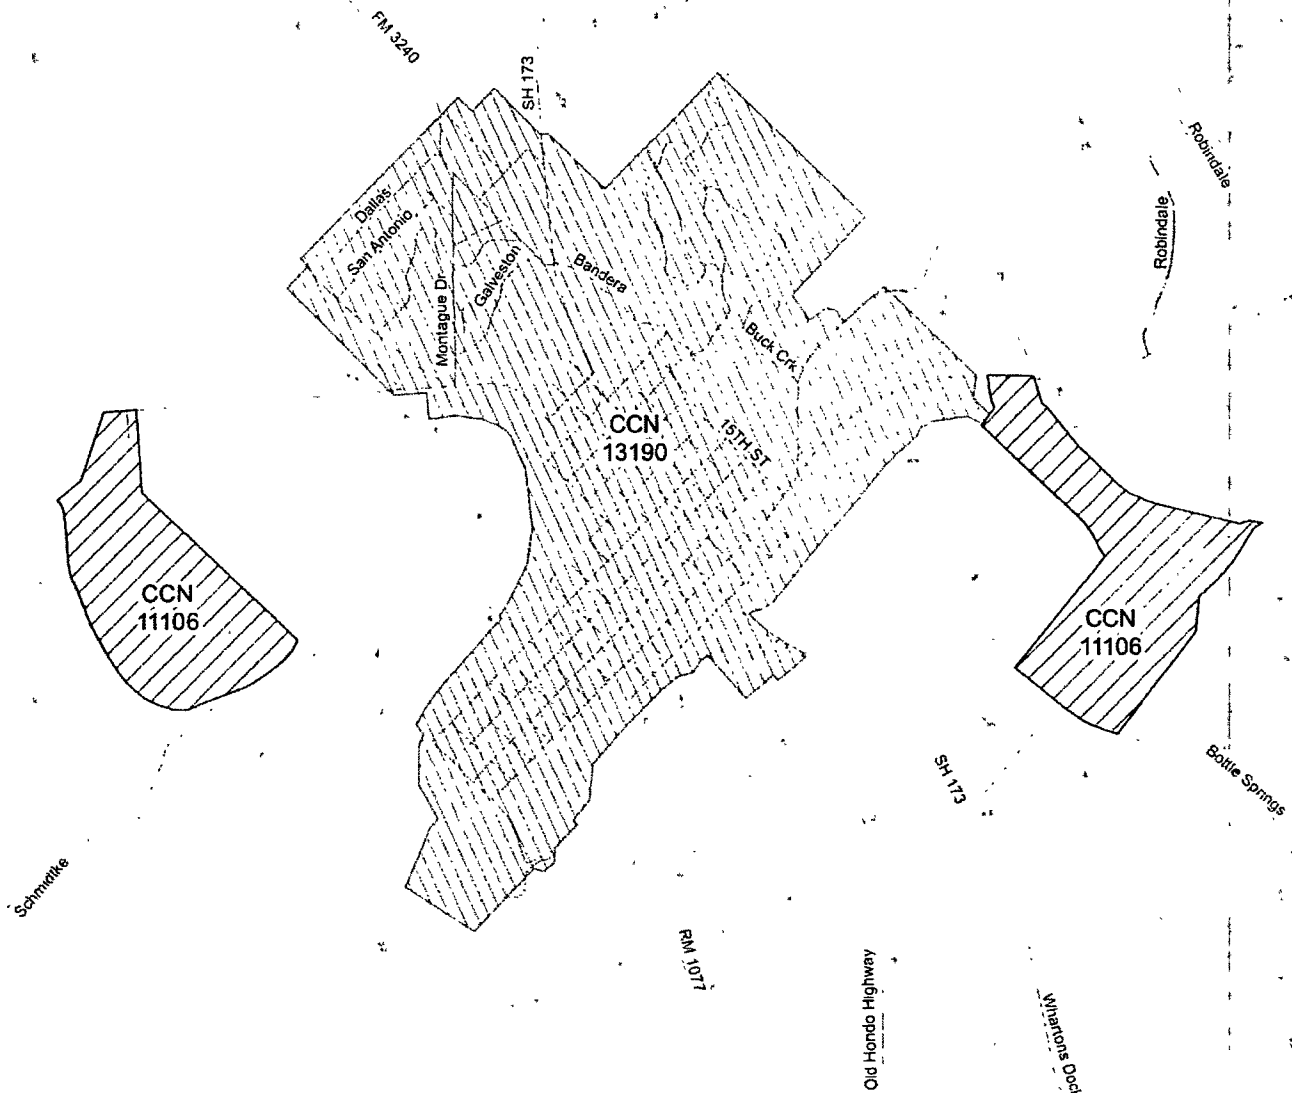 FM 3240
SH 173
Robindale
Robindale
Dallas
San Antonio
Montague Dr
Galveston
Bandera
Buck Crk
CCN
13190
15TH ST
CCN
11106
CCN
11106
SH 173
Bottle Springs
Schmidtke
RM 1077
Old Hondo Highway
Whartons Dock